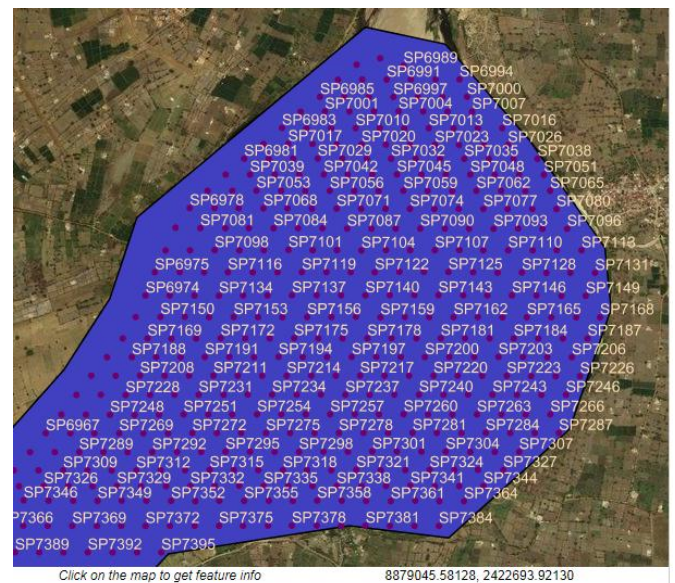 SP6989
SP6991 SP6994
SP6985 SP6997 SP7000
SP7001 SP7004 SP7007
SP6983 SP7010 SP7013 SP7016
SP7017 SP7020 SP7023 SP7026
SP6981 SP7029 SP7032 SP7035 SP7038
SP7039 SP7042 SP7045 SP7048 SP7051
SP7053 SP7056 SP7059 SP7062 SP7065
SP6978 SP7068 SP7071 SP7074 SP7077 SP7080
SP7081 SP7084 SP7087 SP7090 SP7093 SP7096
SP7098 SP7101 SP7104 SP7107 SP7110 SP7113
SP6975 SP7116 SP7119 SP7122 SP7125 SP7128 SP7131
SP6974 SP7134 SP7137 SP7140 SP7143 SP7146 SP7149
SP7150 SP7153 SP7156 SP7159 SP7162 SP7165 SP7168
SP7169 SP7172 SP7175 SP7178 SP7181 SP7184 SP7187
SP7188 SP7191 SP7194 SP7197 SP7200 SP7203 SP7206
SP7208 SP7211 SP7214 SP7217 SP7220 SP7223 SP7226
SP7228 SP7231 SP7234 SP7237 SP7240 SP7243 SP7246
SP7248 SP7251 SP7254 SP7257 SP7260 SP7263 SP7266
SP6967 SP7269 SP7272 SP7275 SP7278 SP7281 SP7284 SP7287
SP7289 SP7292 SP7295 SP7298 SP7301 SP7304 SP7307
SP7309 SP7312 SP7315 SP7318 SP7321 SP7324 SP7327
SP7326 SP7329 SP7332 SP7335 SP7338 SP7341 SP7344
SP7346 SP7349 SP7352 SP7355 SP7358 SP7361 SP7364
P7366 SP7369 SP7372 SP7375 SP7378 SP7381 SP7384
SP7389 SP7392 SP7395
Click on the map to get feature info 8879045.58128, 2422693.92130